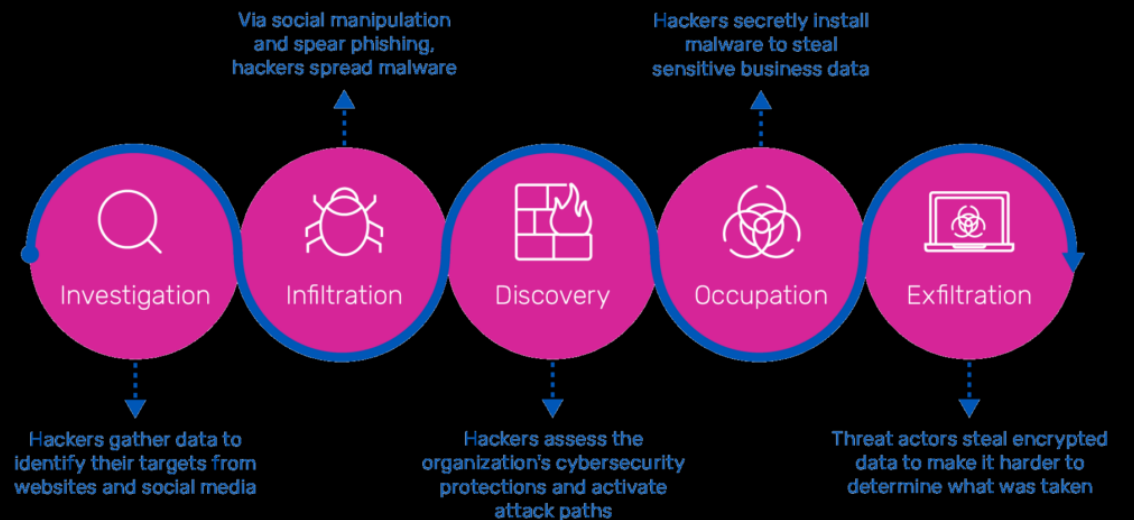 Via social manipulation
and spear phishing,
hackers spread malware
Hackers secretly install
malware to steal
sensitive business data
Investigation
Infiltration
Discovery
Occupation
Exfiltration
Hackers gather data to
identify their targets from
websites and social media
Hackers assess the
organization's cybersecurity
protections and activate
attack paths
Threat actors steal encrypted
data to make it harder to
determine what was taken